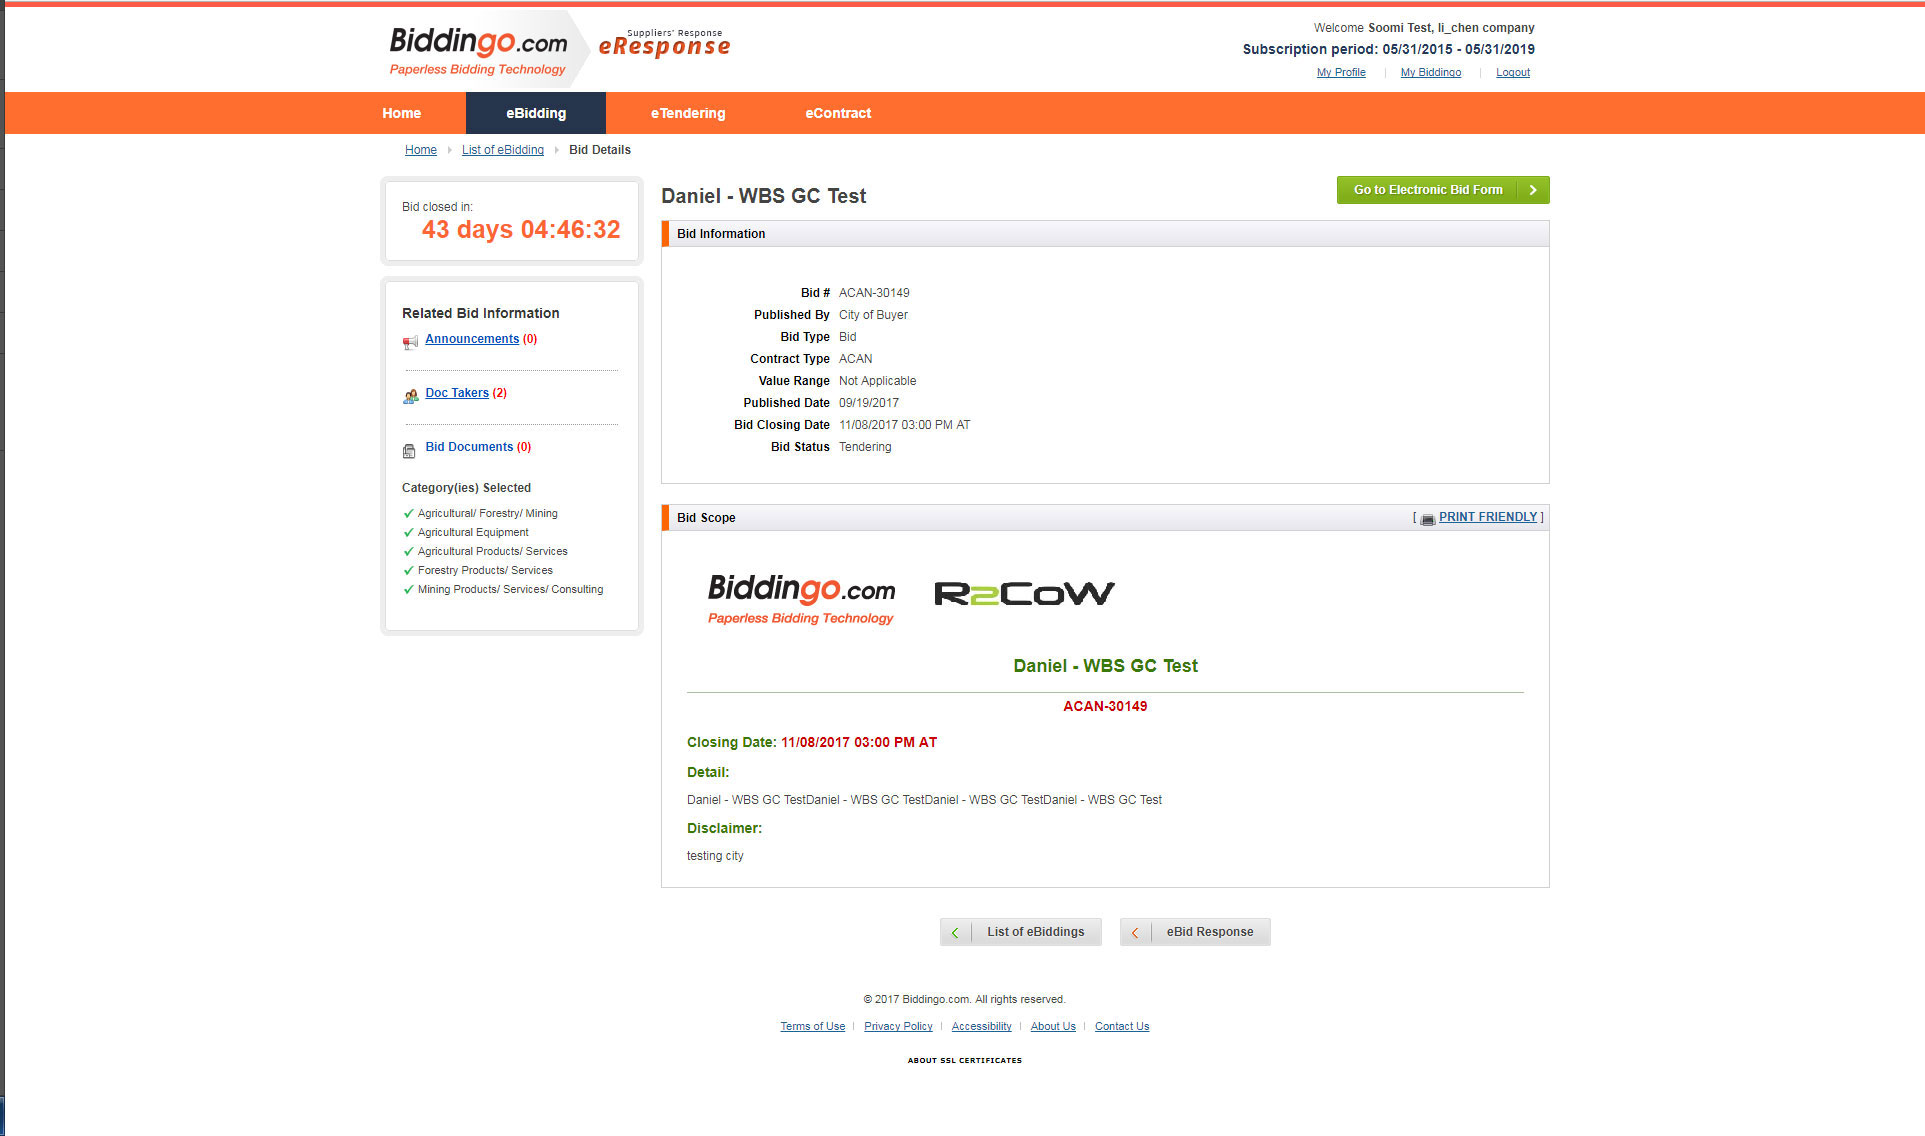 Biddingo.com
Paperless Bidding Technology
Suppliers' Response
eResponse
Welcome Soomi Test, li_chen company
Subscription period: 05/31/2015 - 05/31/2019
My Profile | My Biddingo | Logout
Home eBidding eTendering eContract
Home List of eBidding Bid Details
Bid closed in:
43 days 04:46:32
Related Bid Information
Announcements (0)
Doc Takers (2)
Bid Documents (0)
Category(ies) Selected
Agricultural/ Forestry/ Mining
Agricultural Equipment
Agricultural Products/ Services
Forestry Products/ Services
Mining Products/ Services/ Consulting
Daniel - WBS GC Test
Go to Electronic Bid Form
Bid Information
Bid # ACAN-30149
Published By City of Buyer
Bid Type Bid
Contract Type ACAN
Value Range Not Applicable
Published Date 09/19/2017
Bid Closing Date 11/08/2017 03:00 PM AT
Bid Status Tendering
Bid Scope
[ PRINT FRIENDLY ]
Biddingo.com
Paperless Bidding Technology
R2CoW
Daniel - WBS GC Test
ACAN-30149
Closing Date: 11/08/2017 03:00 PM AT
Detail:
Daniel - WBS GC TestDaniel - WBS GC TestDaniel - WBS GC TestDaniel - WBS GC Test
Disclaimer:
testing city
List of eBiddings
eBid Response
© 2017 Biddingo.com. All rights reserved.
Terms of Use | Privacy Policy | Accessibility | About Us | Contact Us
ABOUT SSL CERTIFICATES